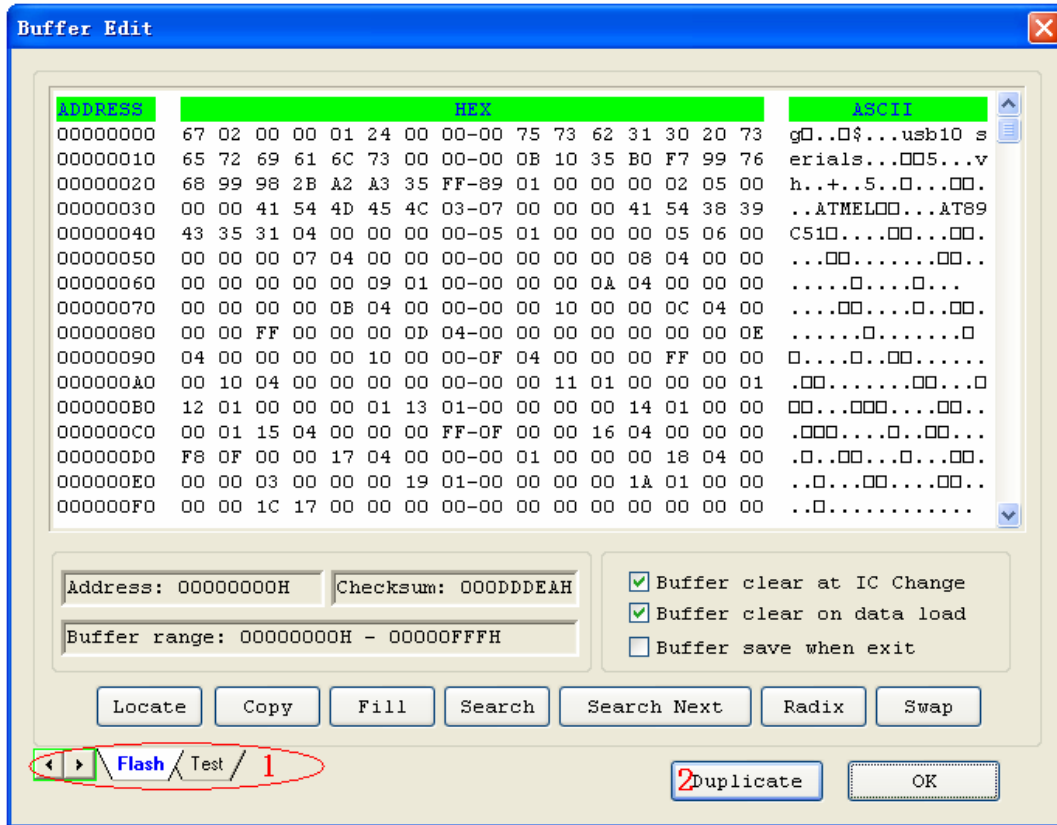 Buffer Edit
ADDRESS HEX ASCII
00000000 67 02 00 00 01 24 00 00-00 75 73 62 31 30 20 73 g□..□$...usb10 s
00000010 65 72 69 61 6C 73 00 00-00 0B 10 35 B0 F7 99 76 erials...□□5...v
00000020 68 99 98 2B A2 A3 35 FF-89 01 00 00 00 02 05 00 h..+..5..□...□□.
00000030 00 00 41 54 4D 45 4C 03-07 00 00 00 41 54 38 39 ..ATMEL□□...AT89
00000040 43 35 31 04 00 00 00 00-05 01 00 00 00 05 06 00 C51□....□□...□□.
00000050 00 00 00 07 04 00 00 00-00 00 00 00 08 04 00 00 ...□□.......□□..
00000060 00 00 00 00 00 09 01 00-00 00 00 0A 04 00 00 00 .....□....□...
00000070 00 00 00 00 0B 04 00 00-00 00 10 00 00 0C 04 00 ....□□....□..□□.
00000080 00 00 FF 00 00 00 0D 04-00 00 00 00 00 00 00 0E ......□.......□
00000090 04 00 00 00 00 10 00 00-0F 04 00 00 00 FF 00 00 □....□..□□......
000000A0 00 10 04 00 00 00 00 00-00 00 11 01 00 00 00 01 .□□.......□□...□
000000B0 12 01 00 00 00 01 13 01-00 00 00 00 14 01 00 00 □□...□□□....□□..
000000C0 00 01 15 04 00 00 00 FF-0F 00 00 16 04 00 00 00 .□□□....□..□□...
000000D0 F8 0F 00 00 17 04 00 00-00 01 00 00 00 18 04 00 .□..□□...□...□□.
000000E0 00 00 03 00 00 00 19 01-00 00 00 00 1A 01 00 00 ..□...□□....□□..
000000F0 00 00 1C 17 00 00 00 00-00 00 00 00 00 00 00 00 ..□............
Address: 00000000H Checksum: 000DDDEAH
Buffer range: 00000000H - 00000FFFH
Buffer clear at IC Change
Buffer clear on data load
Buffer save when exit
Locate Copy Fill Search Search Next Radix Swap
Flash Test 1
2 Duplicate OK